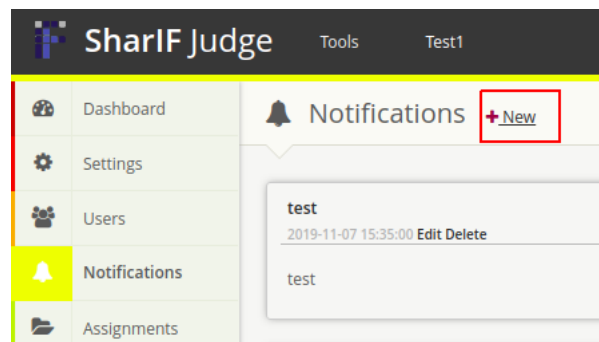 SharIF Judge Tools Test1
Dashboard
Settings
Users
Notifications
Assignments
Notifications +New
test
2019-11-07 15:35:00 Edit Delete
test